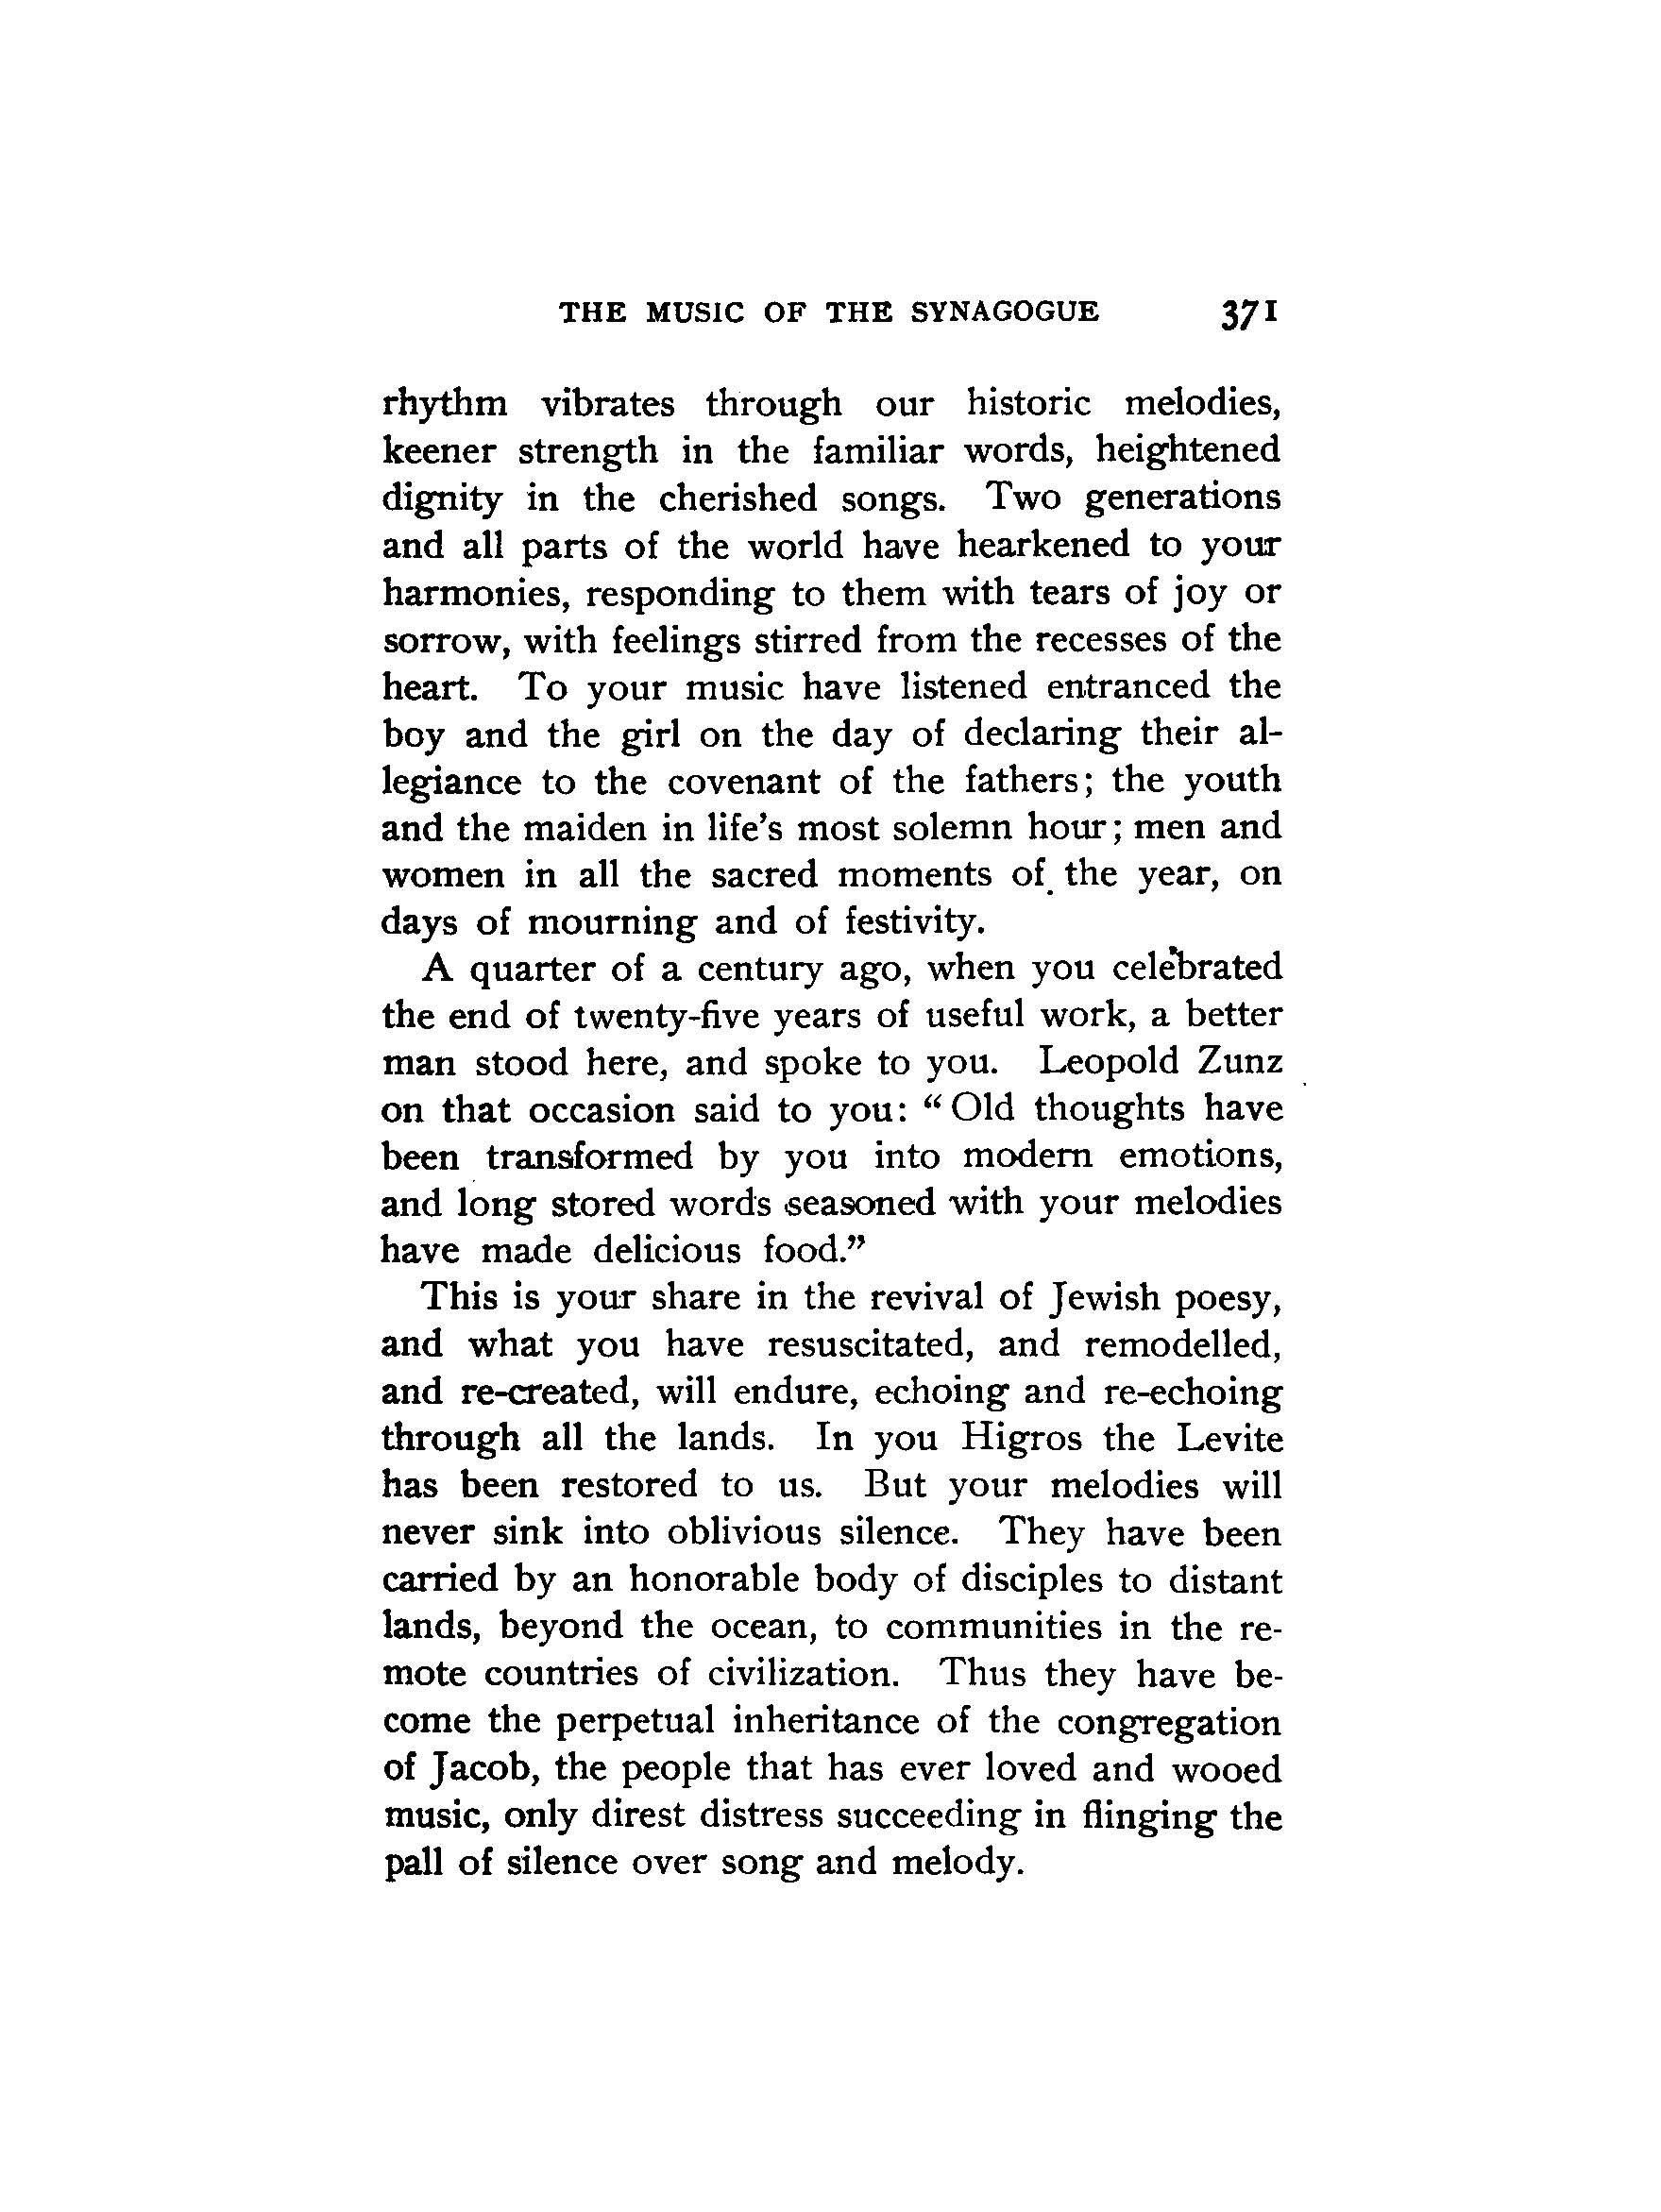 THE MUSIC OF THE SYNAGOGUE 371
rhythm vibrates through our historic melodies,
keener strength in the familiar words, heightened
dignity in the cherished songs. Two generations
and all parts of the world have hearkened to your
harmonies, responding to them with tears of joy or
sorrow, with feelings stirred from the recesses of the
heart. To your music have listened entranced the
boy and the girl on the day of declaring their al-
legiance to the covenant of the fathers; the youth
and the maiden in life's most solemn hour; men and
women in all the sacred moments of the year, on
days of mourning and of festivity.
A quarter of a century ago, when you celebrated
the end of twenty-five years of useful work, a better
man stood here, and spoke to you. Leopold Zunz
on that occasion said to you: “Old thoughts have
been transformed by you into modern emotions,
and long stored words seasoned with your melodies
have made delicious food.”
This is your share in the revival of Jewish poesy,
and what you have resuscitated, and remodelled,
and re-created, will endure, echoing and re-echoing
through all the lands. In you Higros the Levite
has been restored to us. But your melodies will
never sink into oblivious silence. They have been
carried by an honorable body of disciples to distant
lands, beyond the ocean, to communities in the re-
mote countries of civilization. Thus they have be-
come the perpetual inheritance of the congregation
of Jacob, the people that has ever loved and wooed
music, only direst distress succeeding in flinging the
pall of silence over song and melody.